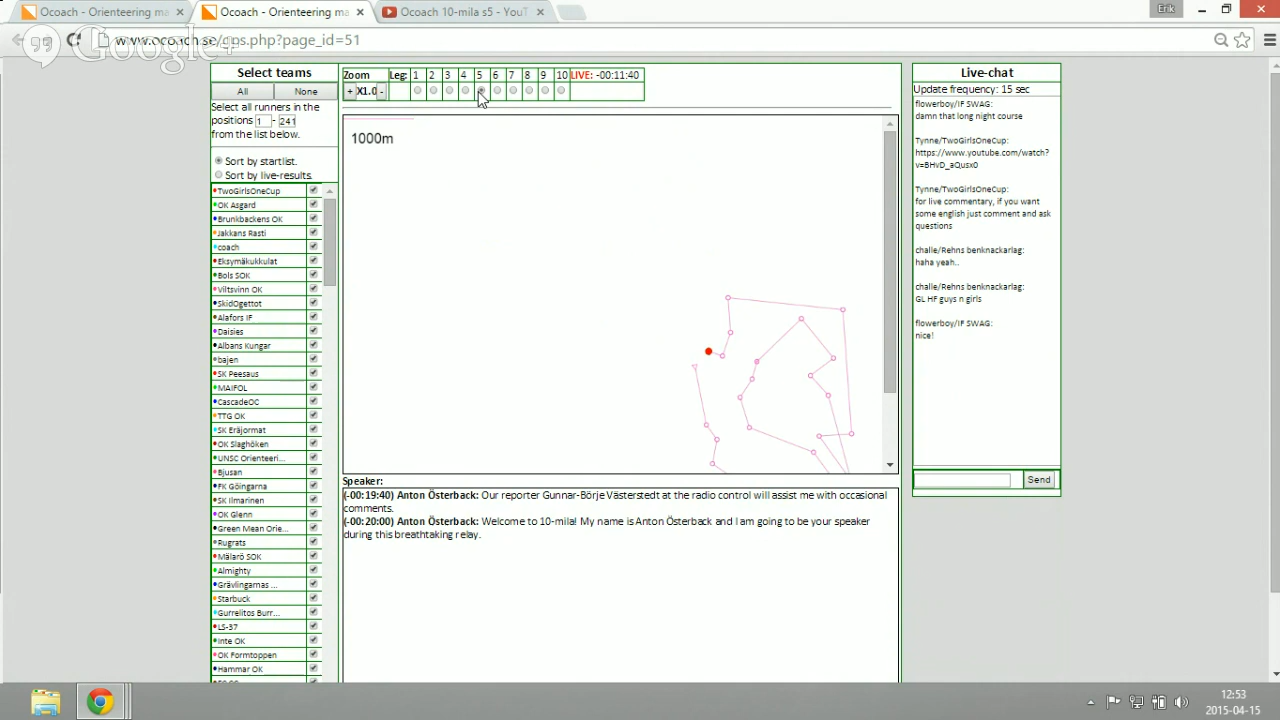 Ocoach - Orienteering ma
Ocoach - Orienteering ma
Ocoach 10-mila s5 - YouT
Erik
Google+
www.ocoach.se/gps.php?page_id=51
Select teams
All None
Select all runners in the
positions 1 - 241
from the list below.
Sort by startlist.
Sort by live-results.
TwoGirlsOneCup
OK Asgard
Brunkbackens OK
Jakkans Rasti
coach
Eksymäkukkulat
Bols SOK
Viltsvinn OK
SkidOgettot
Alafors IF
Daisies
Albans Kungar
bajen
SK Peesaus
MAIFOL
CascadeOC
TTG OK
SK Eräjormat
OK Slaghöken
UNSC Orienteeri...
Bjusan
FK Göingarna
SK Ilmarinen
OK Glenn
Green Mean Orie...
Rugrats
Mälarö SOK
Almighty
Grävlingarnas ...
Starbuck
Gurrelitos Burr...
LS-37
Inte OK
OK Formtoppen
Hammar OK
Zoom Leg: 1 2 3 4 5 6 7 8 9 10 LIVE: -00:11:40
+ X1.0 -
1000m
Speaker:
(-00:19:40) Anton Österback: Our reporter Gunnar-Börje Västerstedt at the radio control will assist me with occasional
comments.
(-00:20:00) Anton Österback: Welcome to 10-mila! My name is Anton Österback and I am going to be your speaker
during this breathtaking relay.
Live-chat
Update frequency: 15 sec
flowerboy/IF SWAG:
damn that long night course
Tynne/TwoGirlsOneCup:
https://www.youtube.com/watch?
v=BHvD_aQusx0
Tynne/TwoGirlsOneCup:
for live commentary, if you want
some english just comment and ask
questions
challe/Rehns benknackarlag:
haha yeah..
challe/Rehns benknackarlag:
GL HF guys n girls
flowerboy/IF SWAG:
nice!
Send
12:53
2015-04-15